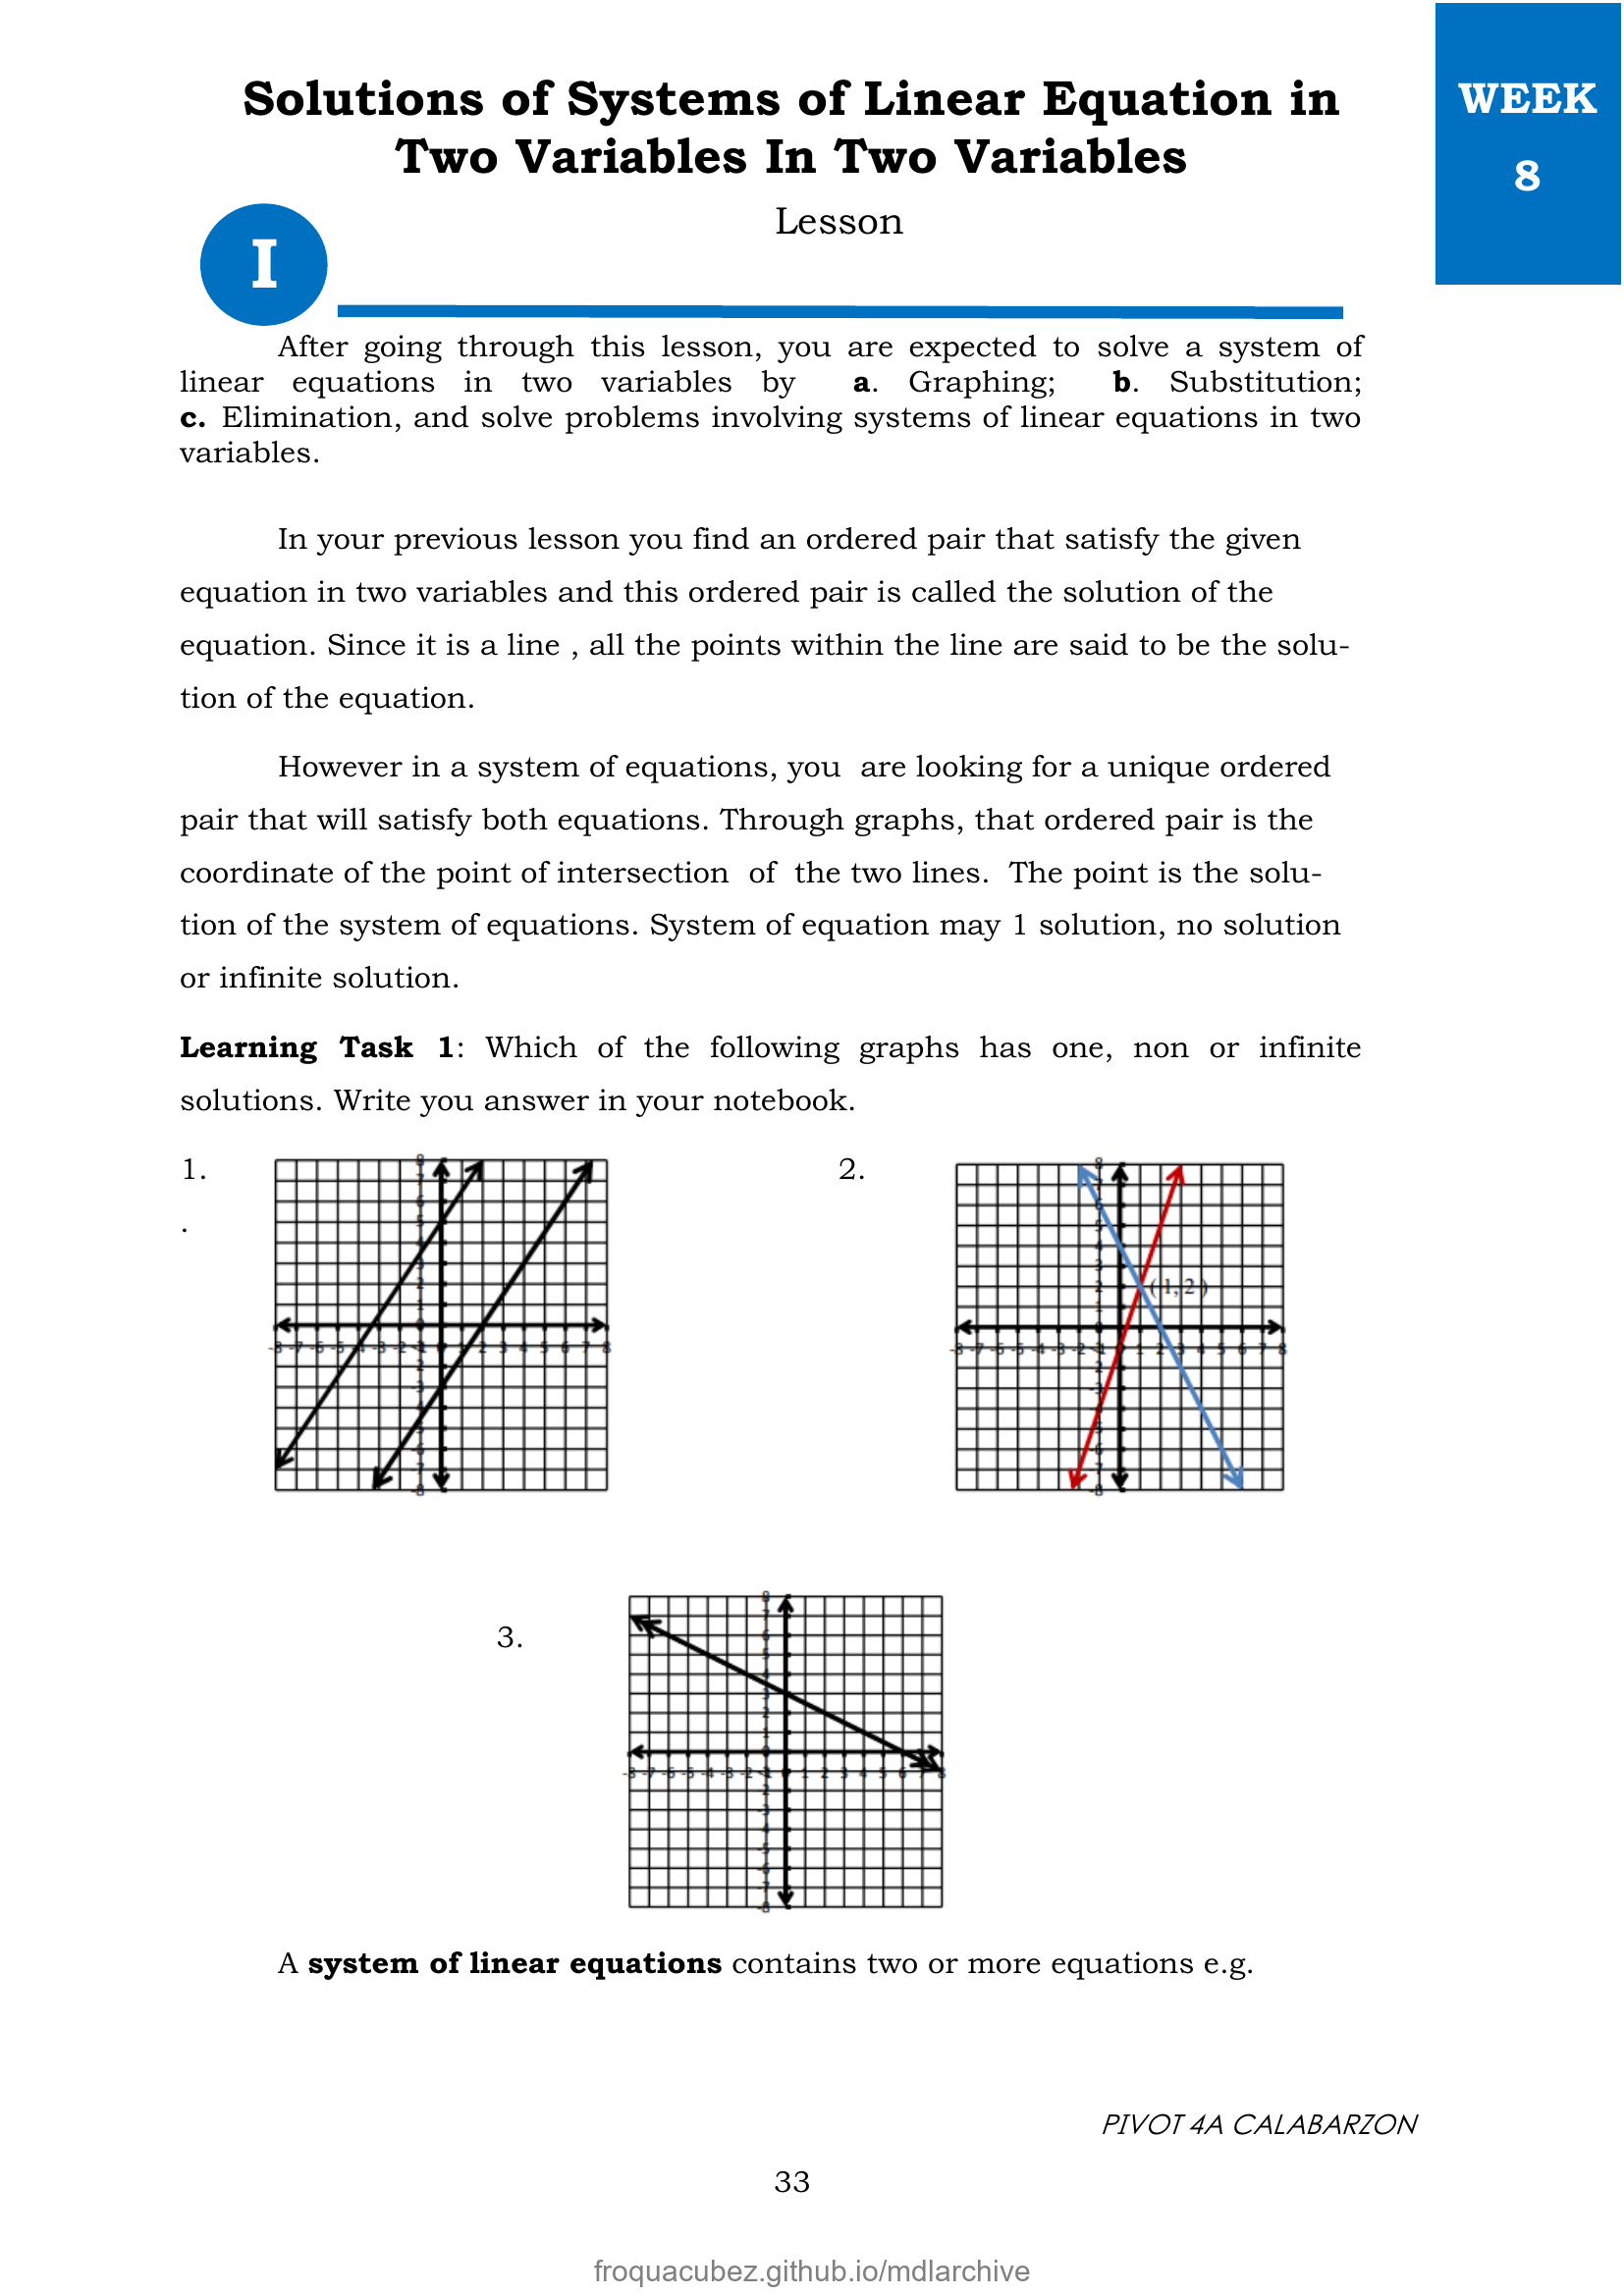 Solutions of Systems of Linear Equation in
Two Variables In Two Variables
WEEK
8
Lesson
I
After going through this lesson, you are expected to solve a system of
linear equations in two variables by a. Graphing; b. Substitution;
c. Elimination, and solve problems involving systems of linear equations in two
variables.
In your previous lesson you find an ordered pair that satisfy the given
equation in two variables and this ordered pair is called the solution of the
equation. Since it is a line , all the points within the line are said to be the solu-
tion of the equation.
However in a system of equations, you are looking for a unique ordered
pair that will satisfy both equations. Through graphs, that ordered pair is the
coordinate of the point of intersection of the two lines. The point is the solu-
tion of the system of equations. System of equation may 1 solution, no solution
or infinite solution.
Learning Task 1: Which of the following graphs has one, non or infinite
solutions. Write you answer in your notebook.
1.
.
2.
( 1, 2 )
3.
A system of linear equations contains two or more equations e.g.
PIVOT 4A CALABARZON
33
froquacubez.github.io/mdlarchive